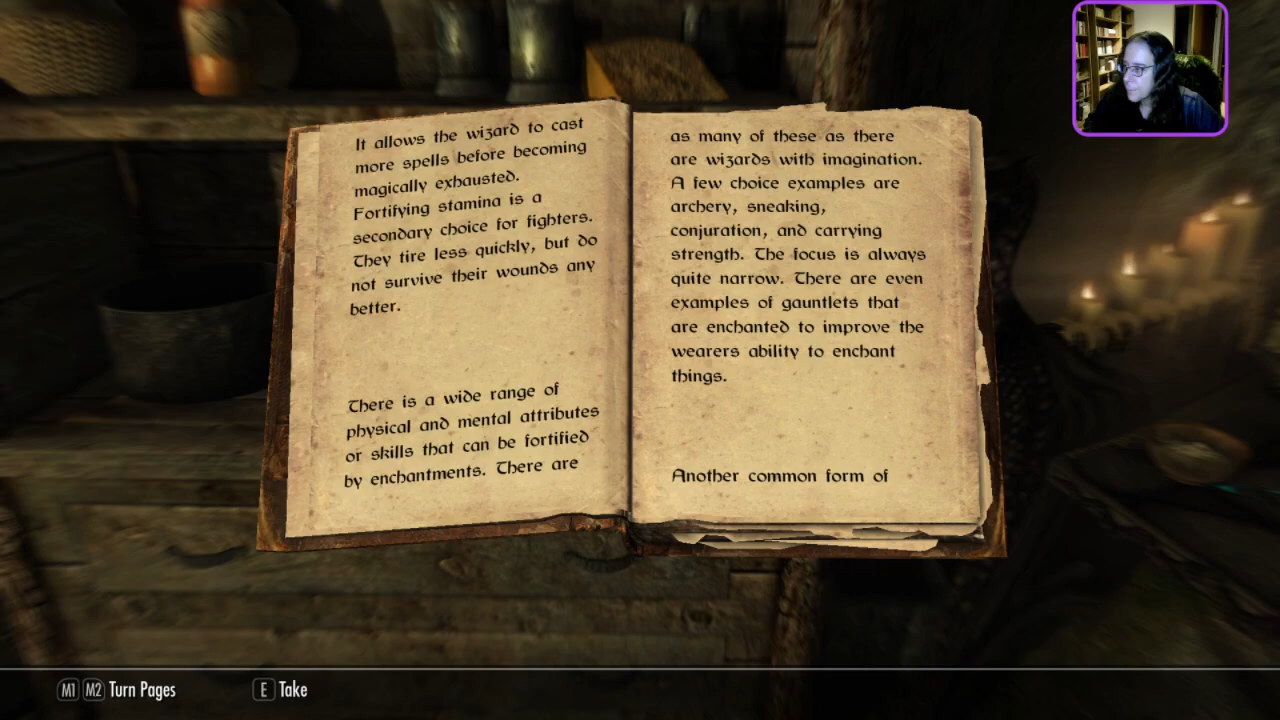 It allows the wizard to cast
more spells before becoming
magically exhausted.
Fortifying stamina is a
secondary choice for fighters.
They tire less quickly, but do
not survive their wounds any
better.
There is a wide range of
physical and mental attributes
or skills that can be fortified
by enchantments. There are
as many of these as there
are wizards with imagination.
A few choice examples are
archery, sneaking,
conjuration, and carrying
strength. The focus is always
quite narrow. There are even
examples of gauntlets that
are enchanted to improve the
wearers ability to enchant
things.
Another common form of
M1 M2 Turn Pages
E Take